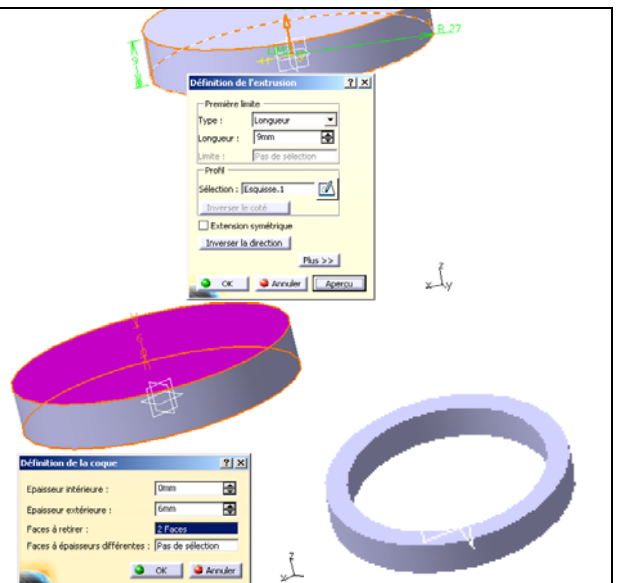 R 27
9
Définition de l'extrusion
Première limite
Type : Longueur
Longueur : 9mm
Limite : Pas de sélection
Profil
Sélection : Esquisse.1
Inverser le coté
Extension symétrique
Inverser la direction
Plus >>
OK Annuler Aperçu
z
x y
Définition de la coque
Epaisseur intérieure : 0mm
Epaisseur extérieure : 6mm
Faces à retirer : 2 Faces
Faces à épaisseurs différentes : Pas de sélection
OK Annuler
z
x